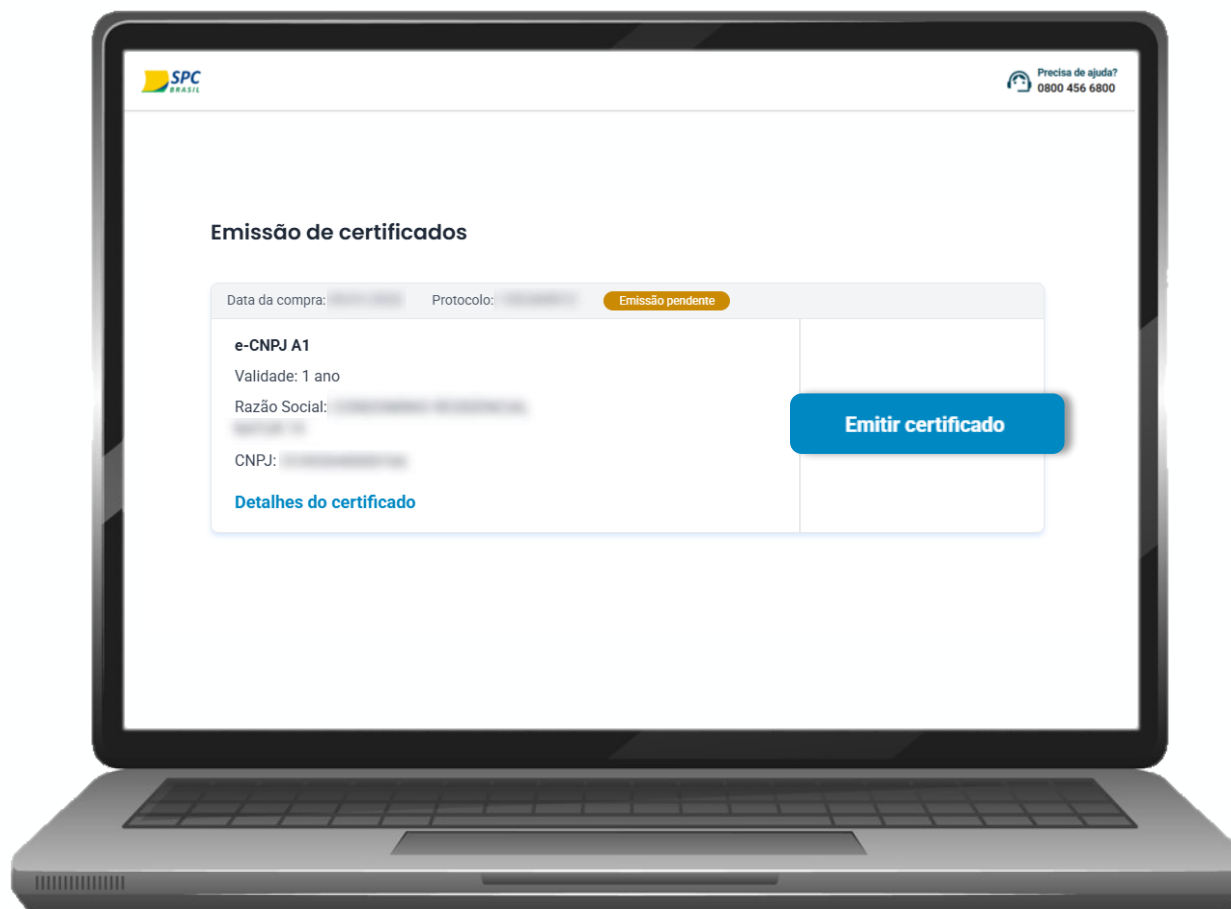 SPC
BRASIL
Precisa de ajuda?
0800 456 6800
Emissão de certificados
Data da compra: Protocolo: Emissão pendente
e-CNPJ A1
Validade: 1 ano
Razão Social:
CNPJ:
Detalhes do certificado
Emitir certificado